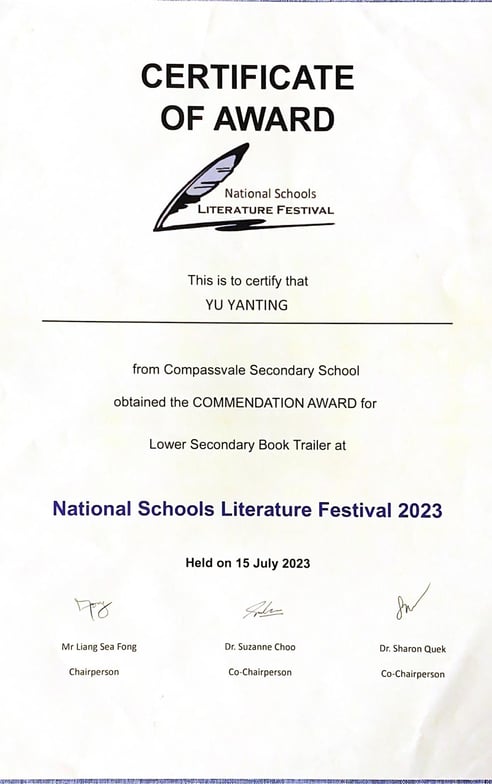 CERTIFICATE
OF AWARD
National Schools
LITERATURE FESTIVAL
This is to certify that
YU YANTING
from Compassvale Secondary School
obtained the COMMENDATION AWARD for
Lower Secondary Book Trailer at
National Schools Literature Festival 2023
Held on 15 July 2023
Mr Liang Sea Fong
Dr. Suzanne Choo
Dr. Sharon Quek
Chairperson
Co-Chairperson
Co-Chairperson